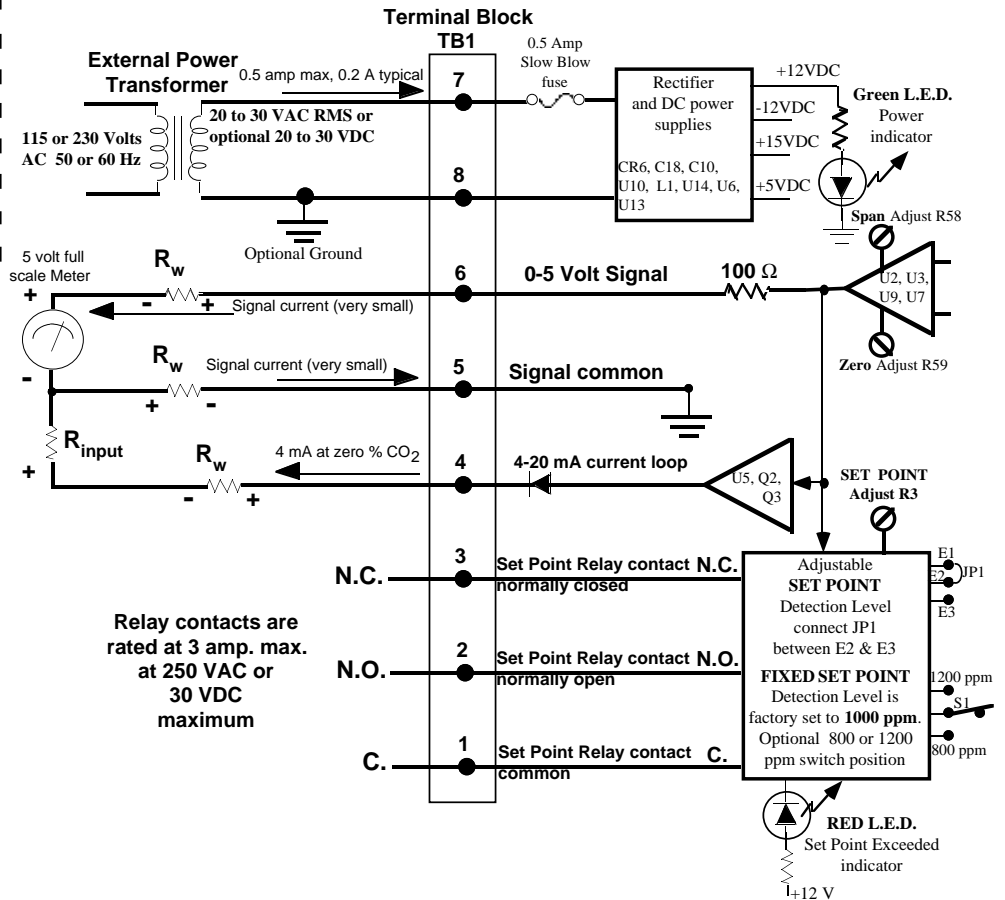 Terminal Block
TB1
External Power
Transformer
0.5 amp max, 0.2 A typical
7
0.5 Amp
Slow Blow
fuse
115 or 230 Volts
AC 50 or 60 Hz
20 to 30 VAC RMS or
optional 20 to 30 VDC
8
Optional Ground
Rectifier
and DC power
supplies
CR6, C18, C10,
U10, L1, U14, U6,
U13
+12VDC
-12VDC
+15VDC
+5VDC
Green L.E.D.
Power
indicator
5 volt full
scale Meter
+
-
Rw
- +
Signal current (very small)
6
0-5 Volt Signal
100 Ω
Span Adjust R58
U2, U3,
U9, U7
Zero Adjust R59
Rw
+ -
Signal current (very small)
5
Signal common
Rinput
+
Rw
- +
4 mA at zero % CO2
4
4-20 mA current loop
U5, Q2,
Q3
SET POINT
Adjust R3
N.C.
3
Set Point Relay contact N.C.
normally closed
N.O.
2
Set Point Relay contact N.O.
normally open
C.
1
Set Point Relay contact C.
common
Relay contacts are
rated at 3 amp. max.
at 250 VAC or
30 VDC
maximum
Adjustable
SET POINT
Detection Level
connect JP1
between E2 & E3
FIXED SET POINT
Detection Level is
factory set to 1000 ppm.
Optional 800 or 1200
ppm switch position
E1
E2
JP1
E3
1200 ppm
S1
800 ppm
RED L.E.D.
Set Point Exceeded
indicator
+12 V